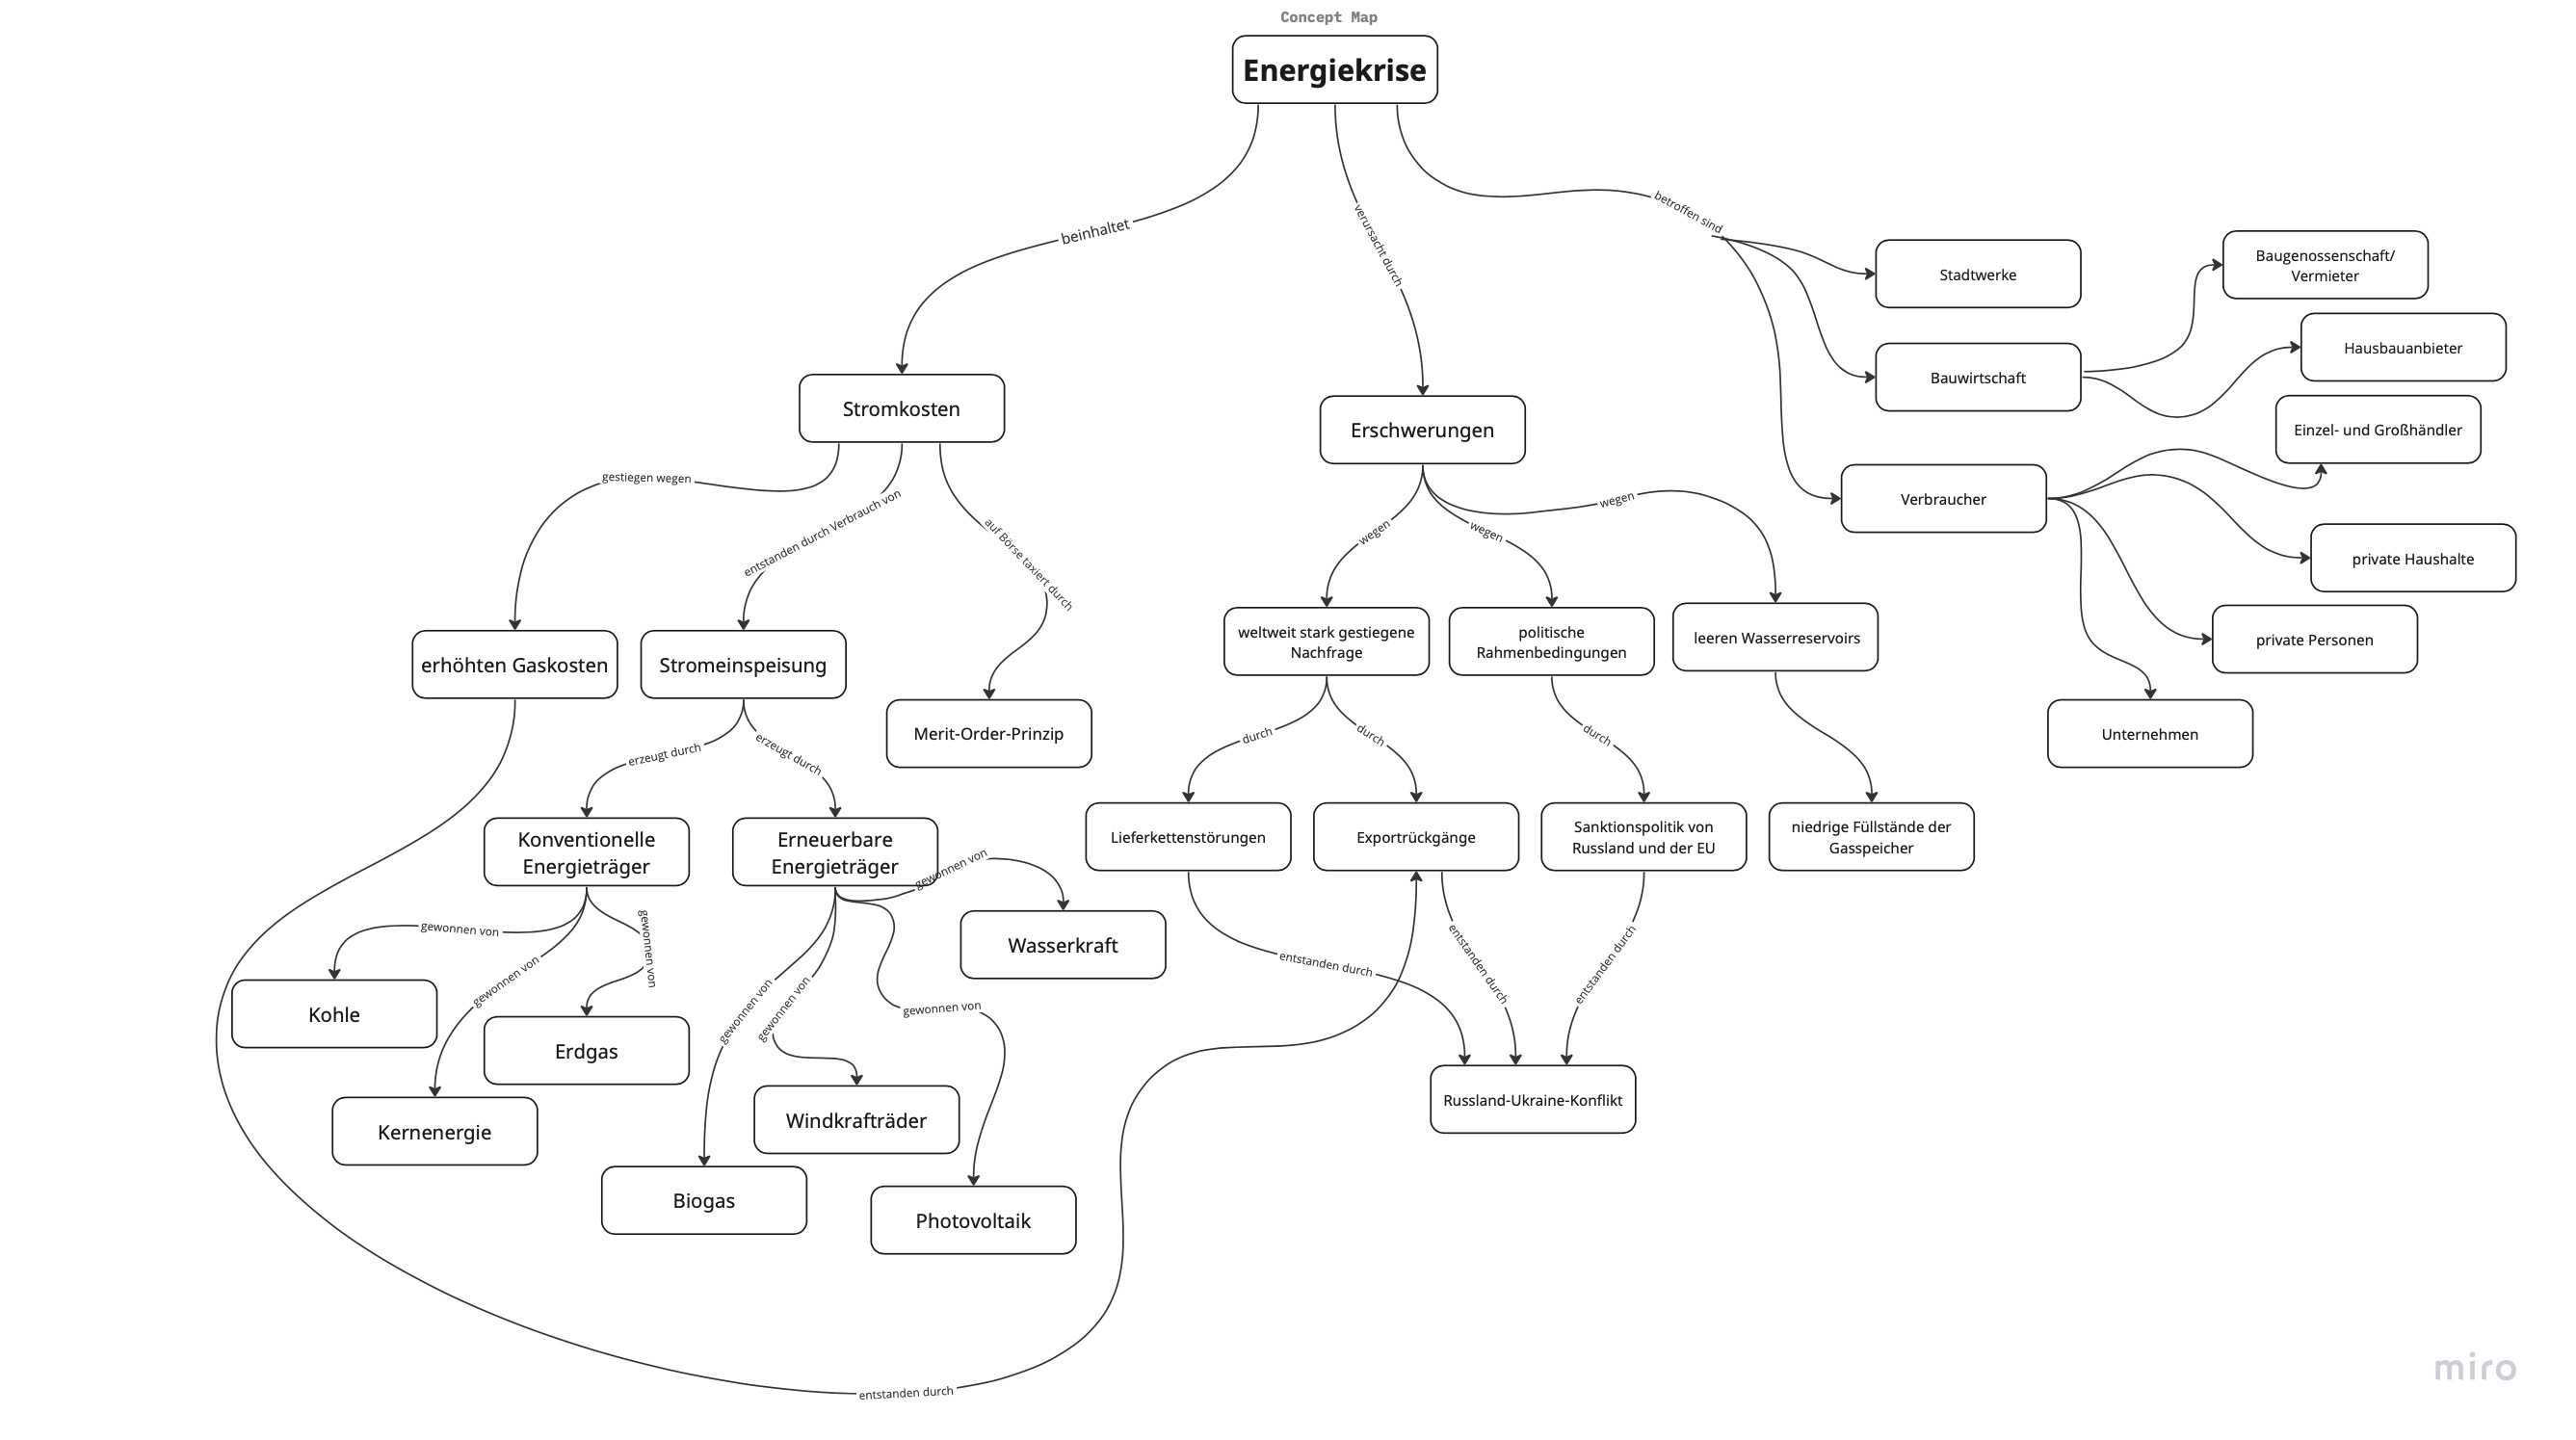 Concept Map
Energiekrise
beinhaltet
verursacht durch
betroffen sind
Stadtwerke
Baugenossenschaft/
Vermieter
Bauwirtschaft
Hausbauanbieter
Stromkosten
Erschwerungen
Einzel- und Großhändler
Verbraucher
gestiegen wegen
entstanden durch Verbrauch von
auf Börse taxiert durch
wegen
wegen
wegen
private Haushalte
erhöhten Gaskosten
Stromeinspeisung
weltweit stark gestiegene
Nachfrage
politische
Rahmenbedingungen
leeren Wasserreservoirs
private Personen
Merit-Order-Prinzip
Unternehmen
erzeugt durch
erzeugt durch
durch
durch
durch
Konventionelle
Energieträger
Erneuerbare
Energieträger
Lieferkettenstörungen
Exportrückgänge
Sanktionspolitik von
Russland und der EU
niedrige Füllstände der
Gasspeicher
gewonnen von
gewonnen von
gewonnen von
gewonnen von
Wasserkraft
entstanden durch
entstanden durch
entstanden durch
Kohle
Erdgas
gewonnen von
gewonnen von
gewonnen von
Kernenergie
Windkrafträder
Russland-Ukraine-Konflikt
Biogas
Photovoltaik
entstanden durch
miro